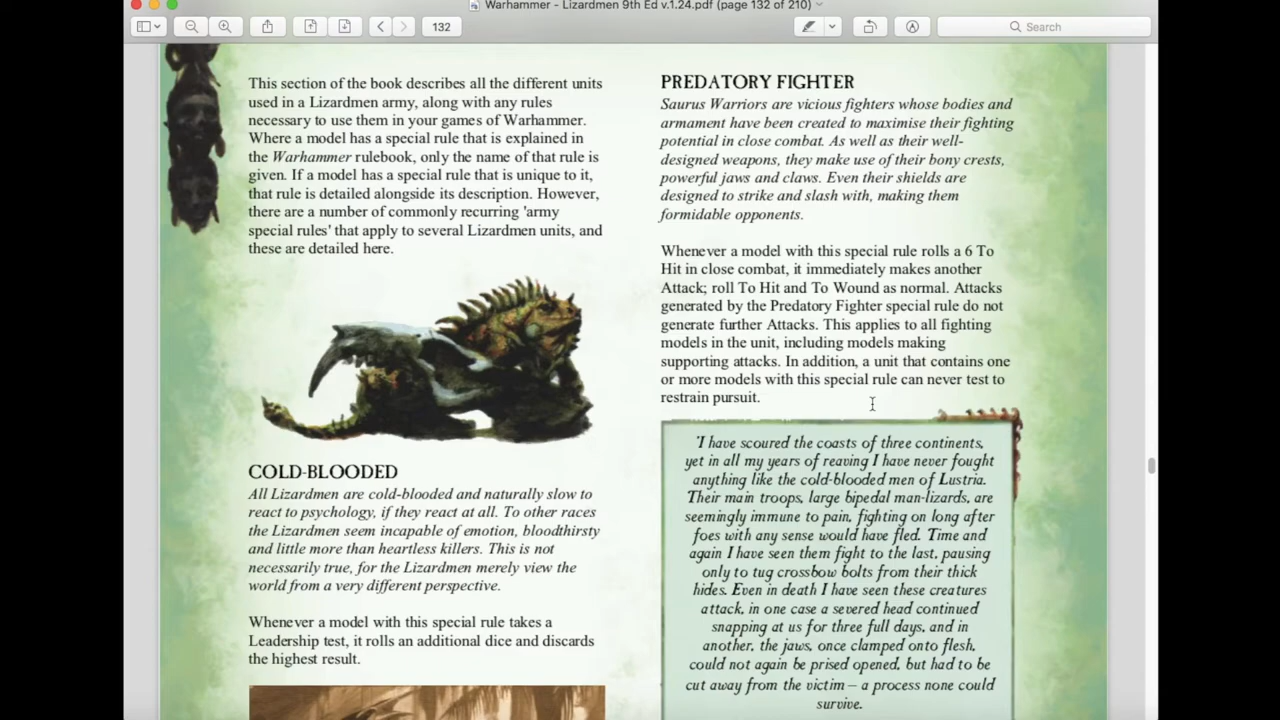 Warhammer - Lizardmen 9th Ed v.1.24.pdf (page 132 of 210)
132
Search
This section of the book describes all the different units
used in a Lizardmen army, along with any rules
necessary to use them in your games of Warhammer.
Where a model has a special rule that is explained in
the Warhammer rulebook, only the name of that rule is
given. If a model has a special rule that is unique to it,
that rule is detailed alongside its description. However,
there are a number of commonly recurring 'army
special rules' that apply to several Lizardmen units, and
these are detailed here.
COLD-BLOODED
All Lizardmen are cold-blooded and naturally slow to
react to psychology, if they react at all. To other races
the Lizardmen seem incapable of emotion, bloodthirsty
and little more than heartless killers. This is not
necessarily true, for the Lizardmen merely view the
world from a very different perspective.
Whenever a model with this special rule takes a
Leadership test, it rolls an additional dice and discards
the highest result.
PREDATORY FIGHTER
Saurus Warriors are vicious fighters whose bodies and
armament have been created to maximise their fighting
potential in close combat. As well as their well-
designed weapons, they make use of their bony crests,
powerful jaws and claws. Even their shields are
designed to strike and slash with, making them
formidable opponents.
Whenever a model with this special rule rolls a 6 To
Hit in close combat, it immediately makes another
Attack; roll To Hit and To Wound as normal. Attacks
generated by the Predatory Fighter special rule do not
generate further Attacks. This applies to all fighting
models in the unit, including models making
supporting attacks. In addition, a unit that contains one
or more models with this special rule can never test to
restrain pursuit.
'I have scoured the coasts of three continents,
yet in all my years of reaving I have never fought
anything like the cold-blooded men of Lustria.
Their main troops, large bipedal man-lizards, are
seemingly immune to pain, fighting on long after
foes with any sense would have fled. Time and
again I have seen them fight to the last, pausing
only to tug crossbow bolts from their thick
hides. Even in death I have seen these creatures
attack, in one case a severed head continued
snapping at us for three full days, and in
another, the jaws, once clamped onto flesh,
could not again be prised opened, but had to be
cut away from the victim – a process none could
survive.